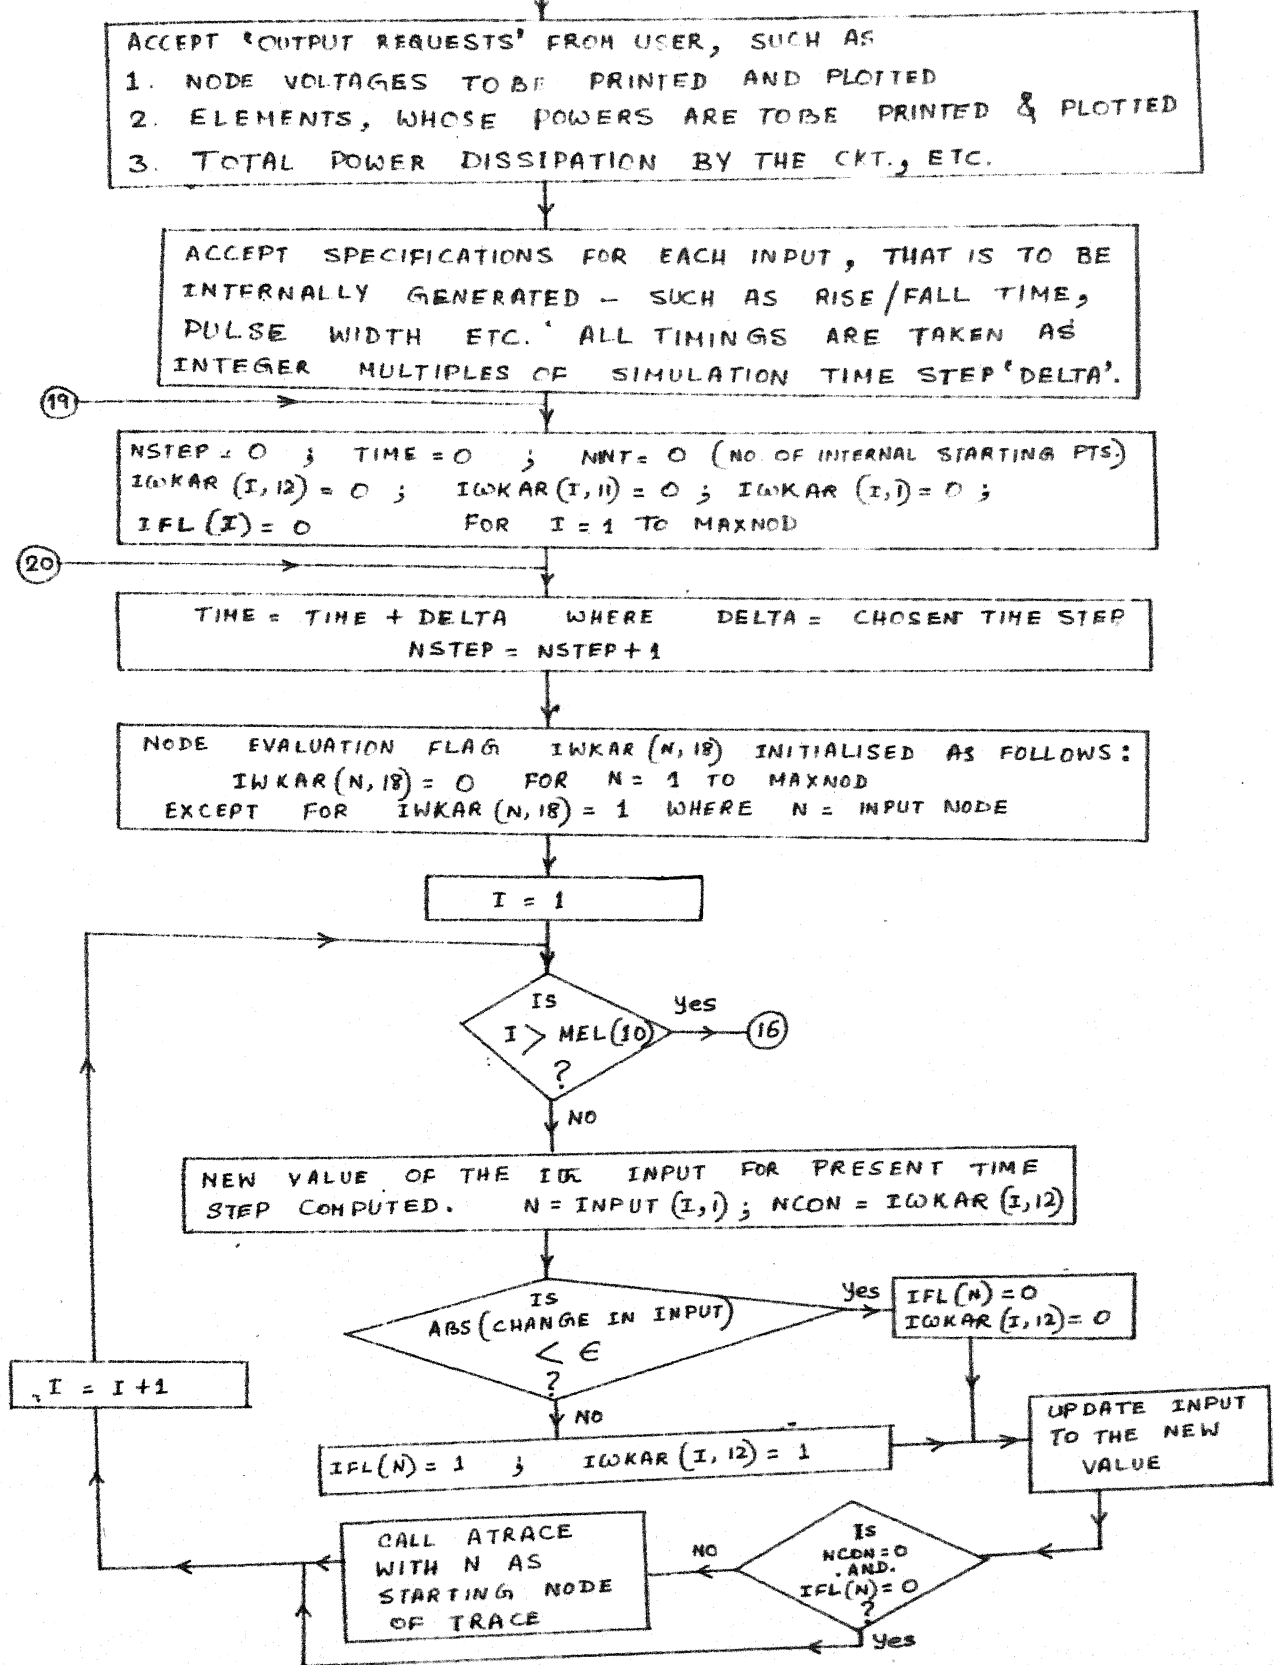 ACCEPT 'OUTPUT REQUESTS' FROM USER, SUCH AS
1. NODE VOLTAGES TO BE PRINTED AND PLOTTED
2. ELEMENTS, WHOSE POWERS ARE TO BE PRINTED & PLOTTED
3. TOTAL POWER DISSIPATION BY THE CKT., ETC.
ACCEPT SPECIFICATIONS FOR EACH INPUT, THAT IS TO BE
INTERNALLY GENERATED - SUCH AS RISE/FALL TIME,
PULSE WIDTH ETC. ALL TIMINGS ARE TAKEN AS
INTEGER MULTIPLES OF SIMULATION TIME STEP 'DELTA'.
19
NSTEP = 0 ; TIME = 0 ; NINT = 0 (NO. OF INTERNAL STARTING PTS.)
IWKAR (I,12) = 0 ; IWKAR (I,11) = 0 ; IWKAR (I,1) = 0 ;
IFL (I) = 0 FOR I = 1 TO MAXNOD
20
TIME = TIME + DELTA WHERE DELTA = CHOSEN TIME STEP
NSTEP = NSTEP + 1
NODE EVALUATION FLAG IWKAR (N,18) INITIALISED AS FOLLOWS :
IWKAR (N,18) = 0 FOR N = 1 TO MAXNOD
EXCEPT FOR IWKAR (N,18) = 1 WHERE N = INPUT NODE
I = 1
Is
I > MEL(10)
?
Yes
16
NO
NEW VALUE OF THE Ith INPUT FOR PRESENT TIME
STEP COMPUTED. N = INPUT (I,1) ; NCON = IWKAR (I,12)
Is
ABS (CHANGE IN INPUT)
< ∈
?
Yes
IFL (N) = 0
IWKAR (I,12) = 0
NO
I = I + 1
IFL (N) = 1 ; IWKAR (I,12) = 1
UPDATE INPUT
TO THE NEW
VALUE
Is
NCON = 0
.AND.
IFL (N) = 0
?
NO
Yes
CALL ATRACE
WITH N AS
STARTING NODE
OF TRACE